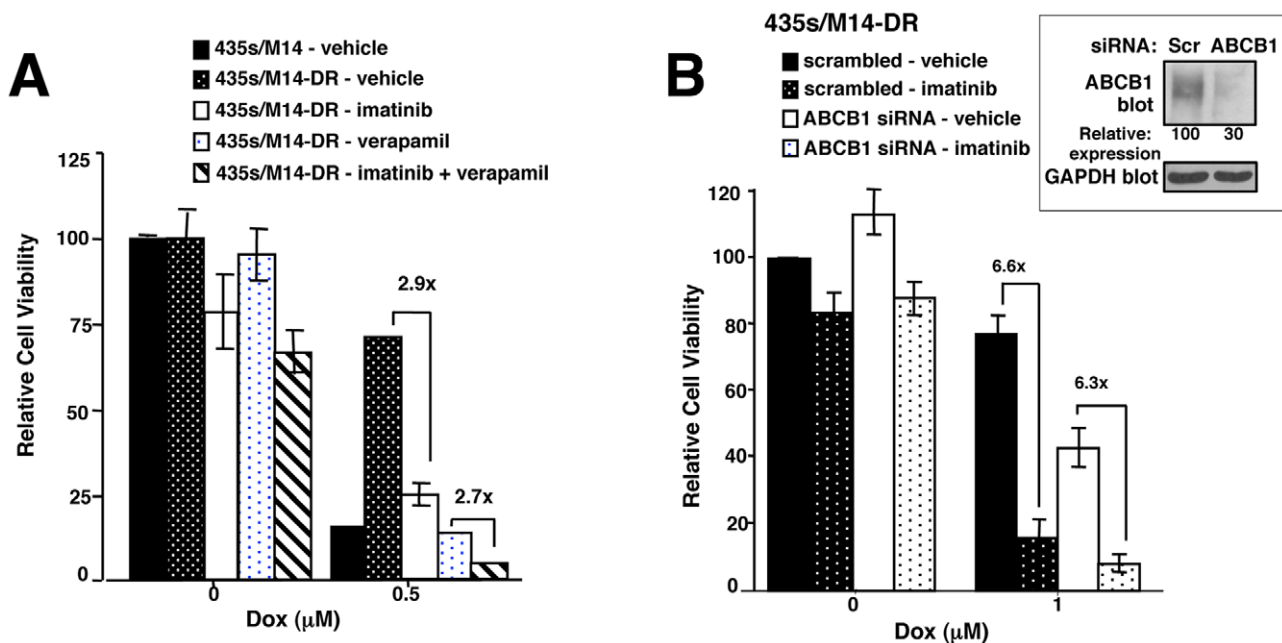 A
435s/M14 - vehicle
435s/M14-DR - vehicle
435s/M14-DR - imatinib
435s/M14-DR - verapamil
435s/M14-DR - imatinib + verapamil
Relative Cell Viability
125
100
75
50
25
0
2.9x
2.7x
0
0.5
Dox (μM)
B
435s/M14-DR
scrambled - vehicle
scrambled - imatinib
ABCB1 siRNA - vehicle
ABCB1 siRNA - imatinib
siRNA: Scr ABCB1
ABCB1
blot
Relative: 100 30
expression
GAPDH blot
Relative Cell Viability
120
100
80
60
40
20
0
6.6x
6.3x
0
1
Dox (μM)